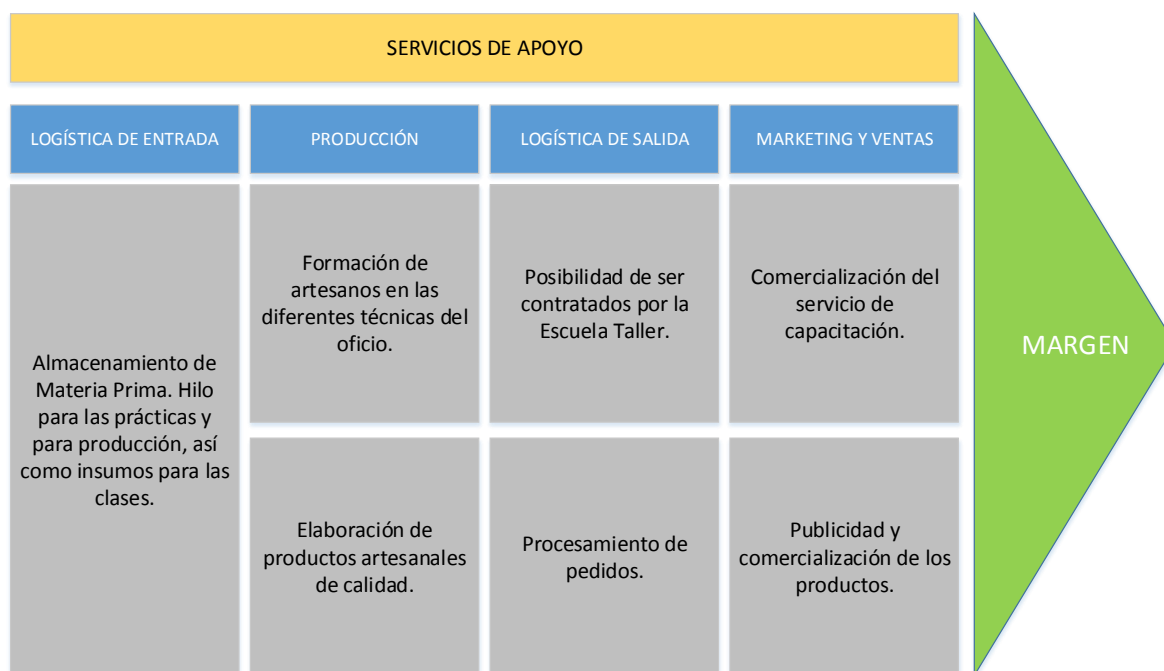 SERVICIOS DE APOYO
LOGÍSTICA DE ENTRADA
PRODUCCIÓN
LOGÍSTICA DE SALIDA
MARKETING Y VENTAS
Almacenamiento de
Materia Prima. Hilo
para las prácticas y
para producción, así
como insumos para las
clases.
Formación de
artesanos en las
diferentes técnicas del
oficio.
Elaboración de
productos artesanales
de calidad.
Posibilidad de ser
contratados por la
Escuela Taller.
Procesamiento de
pedidos.
Comercialización del
servicio de
capacitación.
Publicidad y
comercialización de los
productos.
MARGEN